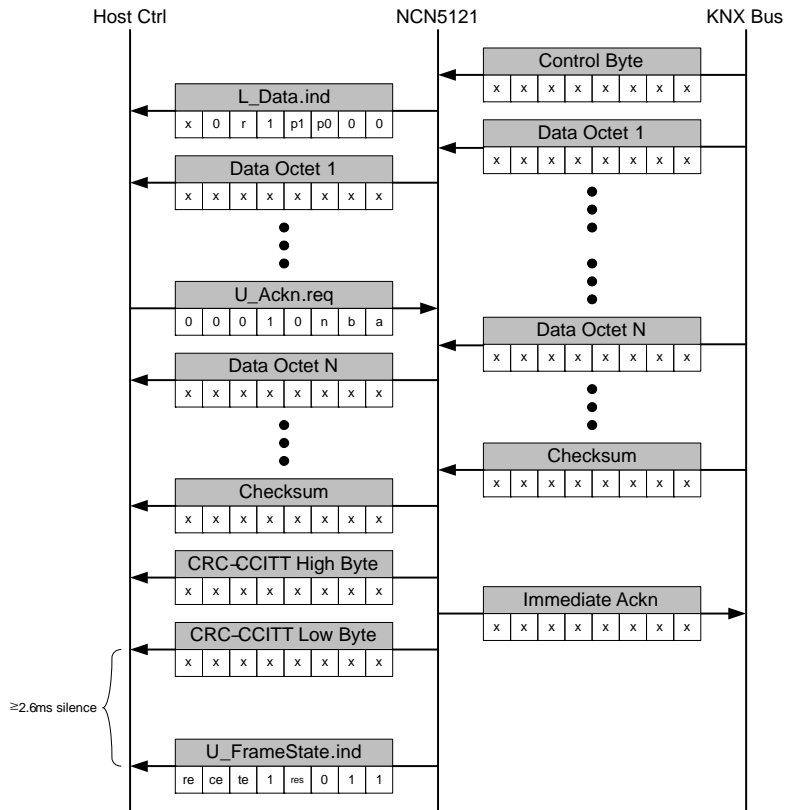 Host Ctrl NCN5121 KNX Bus
Control Byte
x x x x x x x x
L_Data.ind
x 0 r 1 p1 p0 0 0
Data Octet 1
x x x x x x x x
Data Octet 1
x x x x x x x x
U_Ackn.req
0 0 0 1 0 n b a
Data Octet N
x x x x x x x x
Data Octet N
x x x x x x x x
Checksum
x x x x x x x x
Checksum
x x x x x x x x
CRC-CCITT High Byte
x x x x x x x x
Immediate Ackn
x x x x x x x x
CRC-CCITT Low Byte
x x x x x x x x
≥2.6ms silence
U_FrameState.ind
re ce te 1 res 0 1 1